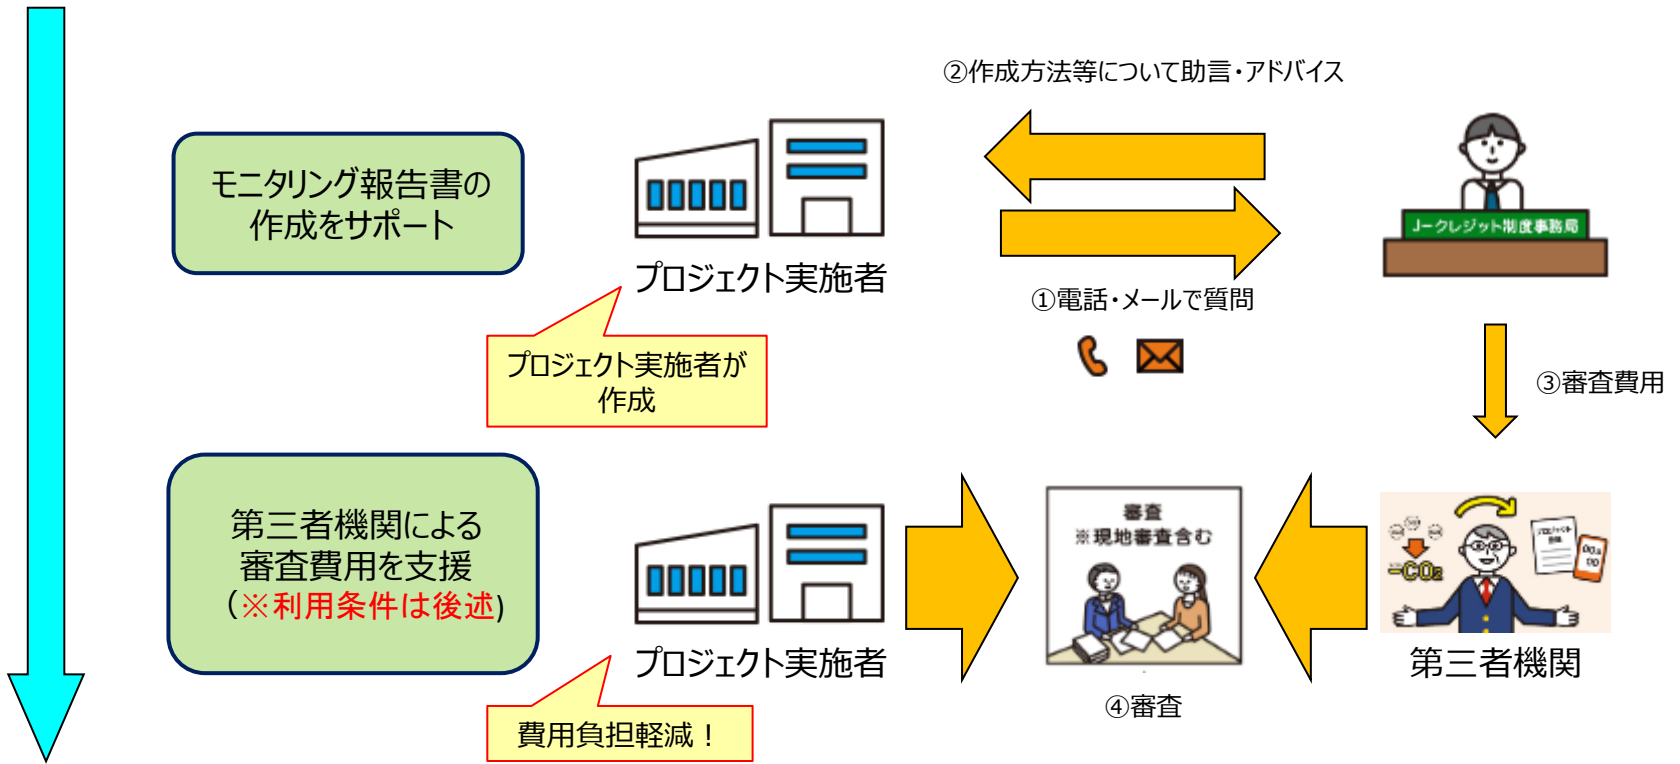 ②作成方法等について助言・アドバイス
モニタリング報告書の
作成をサポート
J-クレジット制度事務局
プロジェクト実施者
①電話・メールで質問
プロジェクト実施者が
作成
③審査費用
第三者機関による
審査費用を支援
(※利用条件は後述)
審査
※現地審査含む
-CO₂
プロジェクト実施者
第三者機関
④審査
費用負担軽減！